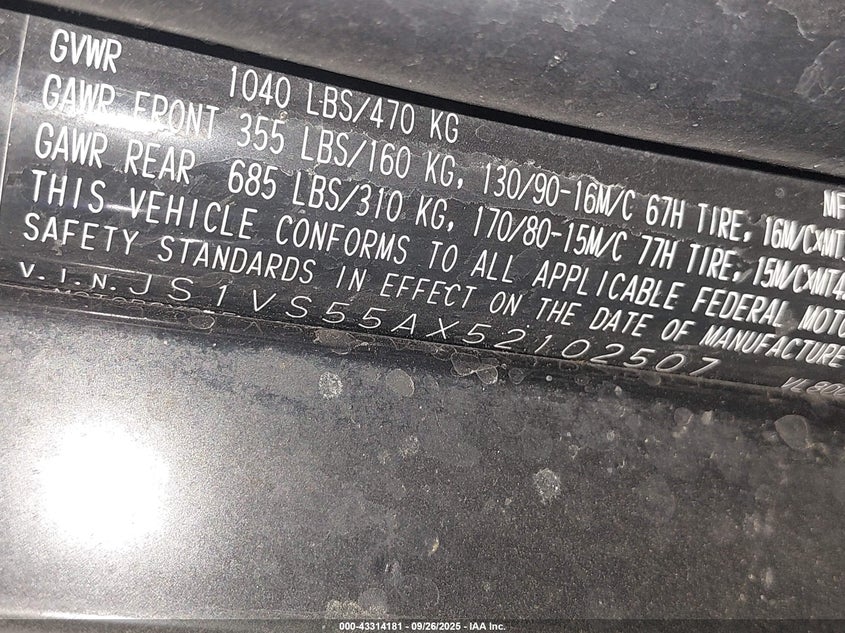 GVWR 1040 LBS/470 KG
GAWR FRONT 355 LBS/160 KG, 130/90-16M/C 67H TIRE, 16M/CxMT
GAWR REAR 685 LBS/310 KG, 170/80-15M/C 77H TIRE, 15M/CxMT4
THIS VEHICLE CONFORMS TO ALL APPLICABLE FEDERAL MOTO
SAFETY STANDARDS IN EFFECT ON THE DATE OF MANUFACTURE
V.I.N. JS1VS55AX52102507
VL800
000-43314181 - 09/26/2025 - IAA Inc.